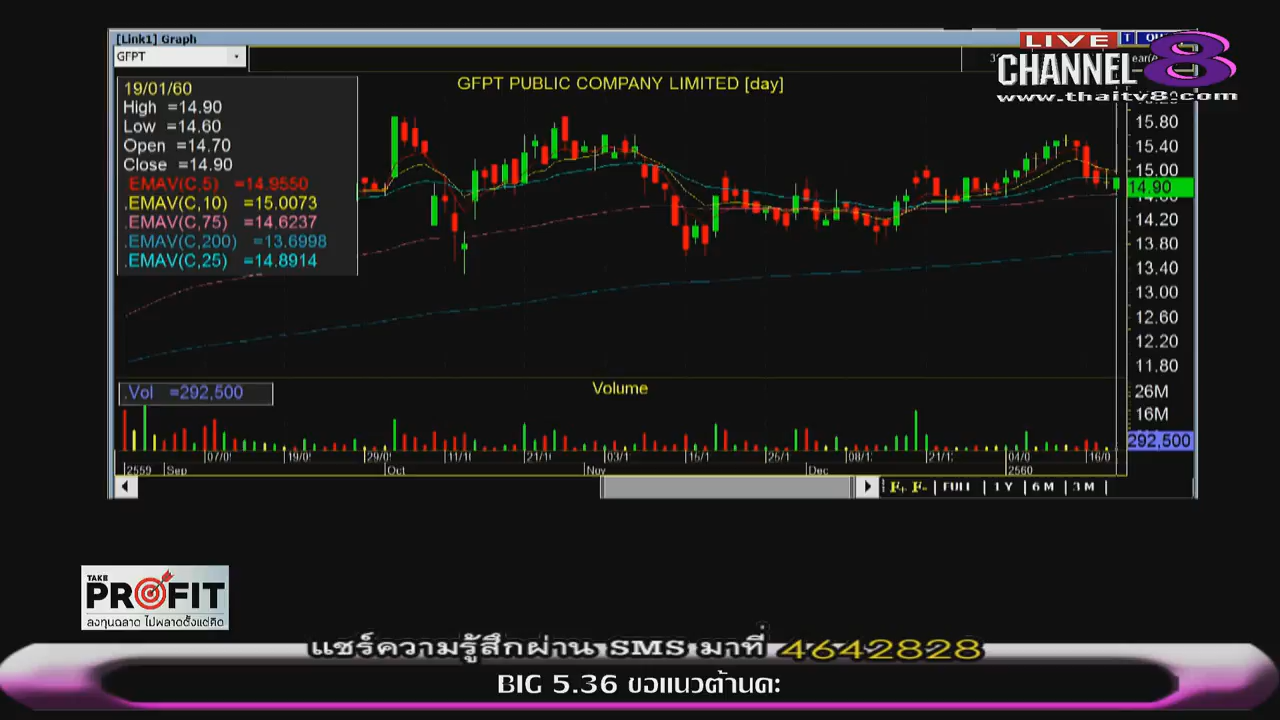 [Link1] Graph
GFPT
LIVE
CHANNEL 8
www.thaitv8.com
GFPT PUBLIC COMPANY LIMITED [day]
19/01/60
High =14.90
Low =14.60
Open =14.70
Close =14.90
.EMAV(C,5) =14.9550
.EMAV(C,10) =15.0073
.EMAV(C,75) =14.6237
.EMAV(C,200) =13.6998
.EMAV(C,25) =14.8914
15.80
15.40
15.00
14.90
14.60
14.20
13.80
13.40
13.00
12.60
12.20
11.80
.Vol =292,500
Volume
26M
16M
292,500
07/0 19/0 29/0 11/1 21/1 03/1 15/1 25/1 08/1 21/1 04/0 16/0
2559 Sep Oct Nov Dec 2560
F+ F- FULL 1 Y 6 M 3 M
TAKE
PROFIT
ลงทุนฉลาด ไม่พลาดตั้งแต่คิด
แชร์ความรู้สึกผ่าน SMS มาที่ 4642828
BIG 5.36 ขอแนวต้านคะ